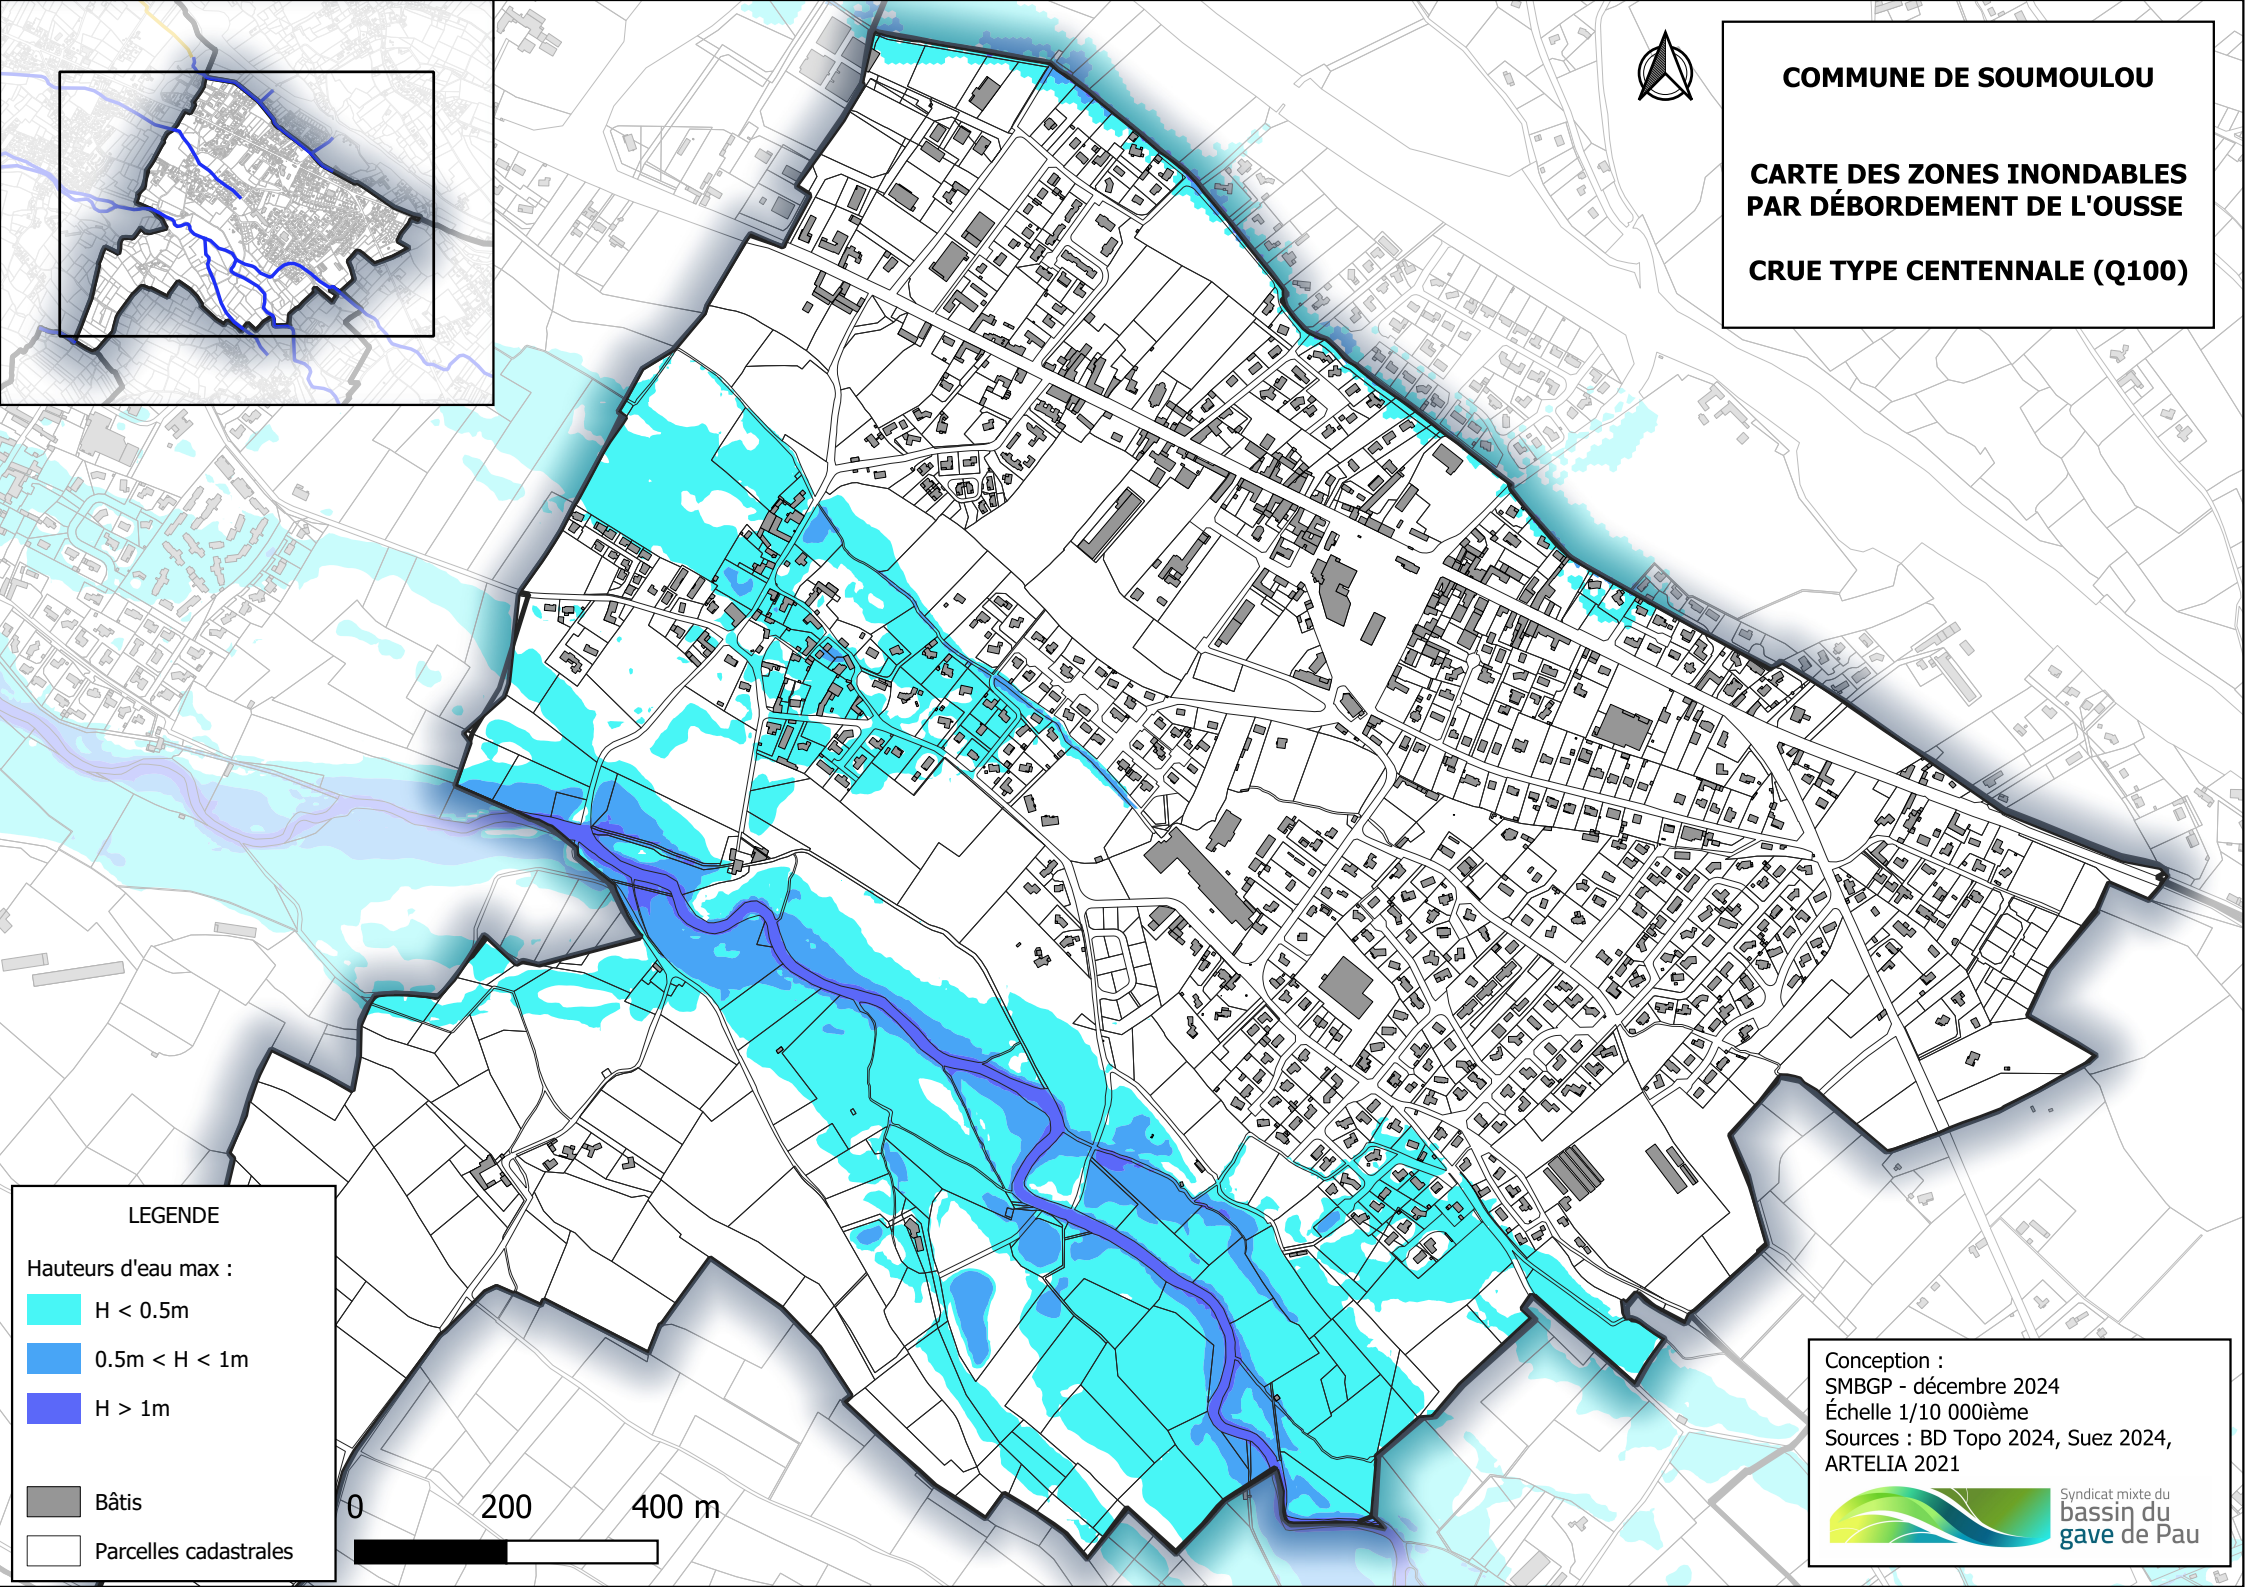 COMMUNE DE SOUMOULOU
CARTE DES ZONES INONDABLES
PAR DÉBORDEMENT DE L'OUSSE
CRUE TYPE CENTENNALE (Q100)
LEGENDE
Hauteurs d'eau max :
H < 0.5m
0.5m < H < 1m
H > 1m
Bâtis
Parcelles cadastrales
0 200 400 m
Conception :
SMBGP - décembre 2024
Échelle 1/10 000ième
Sources : BD Topo 2024, Suez 2024,
ARTELIA 2021
Syndicat mixte du
bassin du
gave de Pau